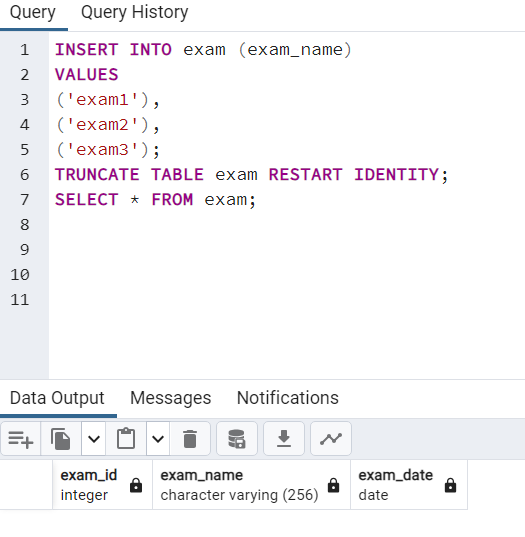 Query Query History
1 INSERT INTO exam (exam_name)
2 VALUES
3 ('exam1'),
4 ('exam2'),
5 ('exam3');
6 TRUNCATE TABLE exam RESTART IDENTITY;
7 SELECT * FROM exam;
8
9
10
11
Data Output Messages Notifications
exam_id exam_name exam_date
integer character varying (256) date